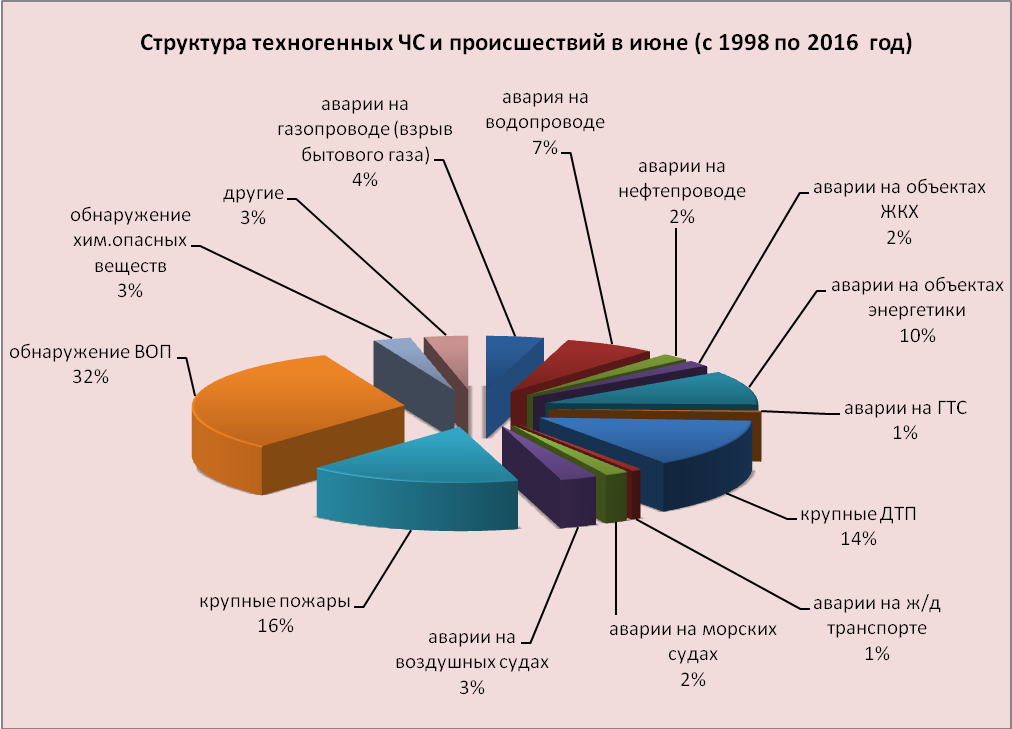 Структура техногенных ЧС и происшествий в июне (с 1998 по 2016 год)
аварии на
газопроводе (взрыв
бытового газа)
4%
авария на
водопроводе
7%
аварии на
нефтепроводе
2%
аварии на объектах
ЖКХ
2%
аварии на объектах
энергетики
10%
аварии на ГТС
1%
крупные ДТП
14%
аварии на ж/д
транспорте
1%
аварии на морских
судах
2%
аварии на
воздушных судах
3%
крупные пожары
16%
обнаружение ВОП
32%
обнаружение
хим.опасных
веществ
3%
другие
3%